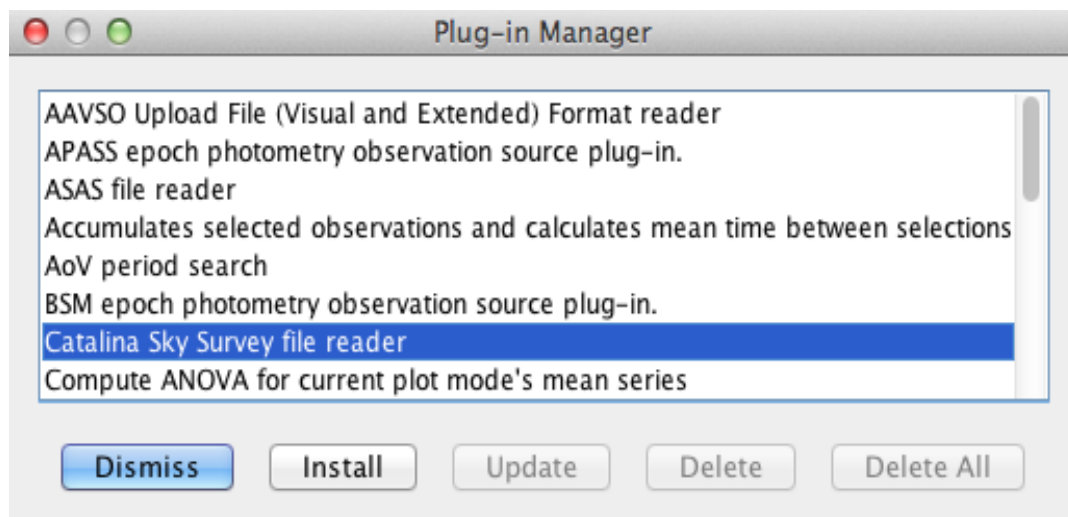 Plug-in Manager
AAVSO Upload File (Visual and Extended) Format reader
APASS epoch photometry observation source plug-in.
ASAS file reader
Accumulates selected observations and calculates mean time between selections
AoV period search
BSM epoch photometry observation source plug-in.
Catalina Sky Survey file reader
Compute ANOVA for current plot mode's mean series
Dismiss Install Update Delete Delete All